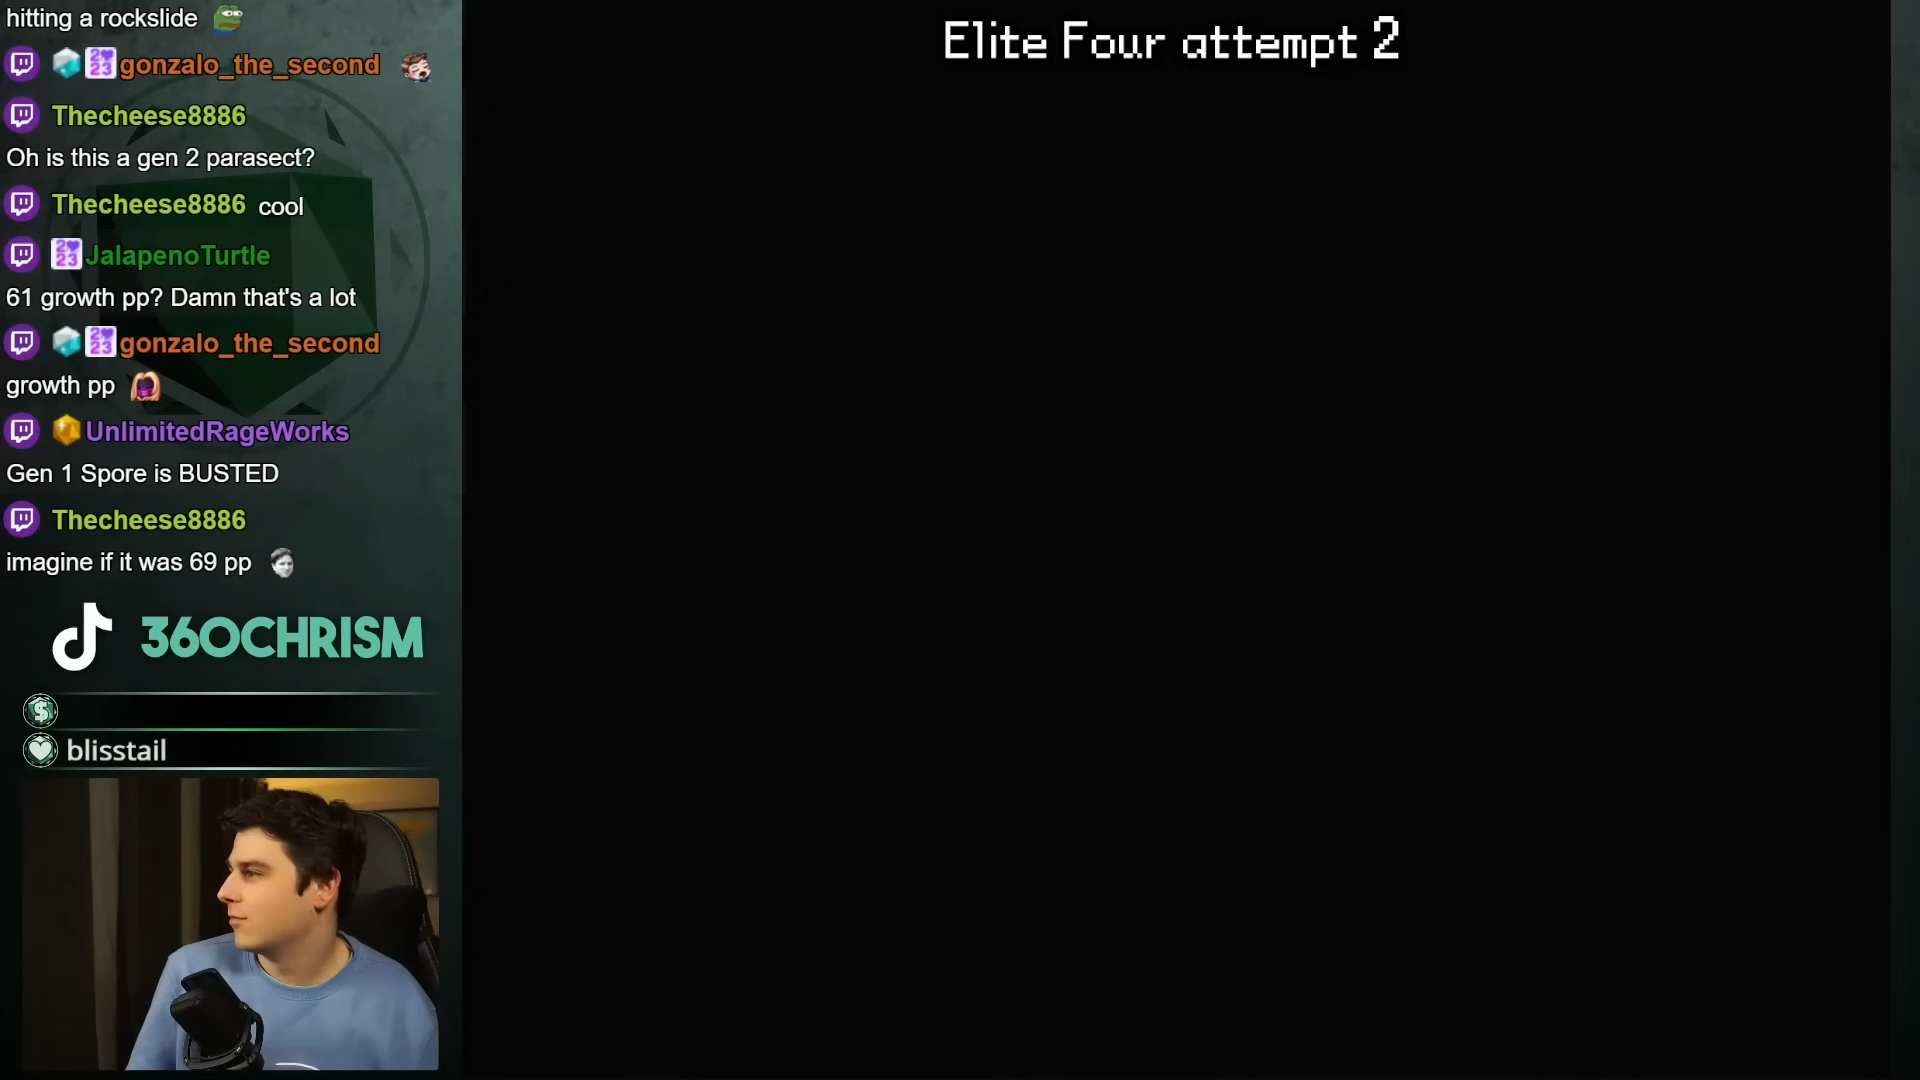 hitting a rockslide
gonzalo_the_second
Thecheese8886
Oh is this a gen 2 parasect?
Thecheese8886 cool
JalapenoTurtle
61 growth pp? Damn that's a lot
gonzalo_the_second
growth pp
UnlimitedRageWorks
Gen 1 Spore is BUSTED
Thecheese8886
imagine if it was 69 pp
360CHRISM
blisstail
Elite Four attempt 2